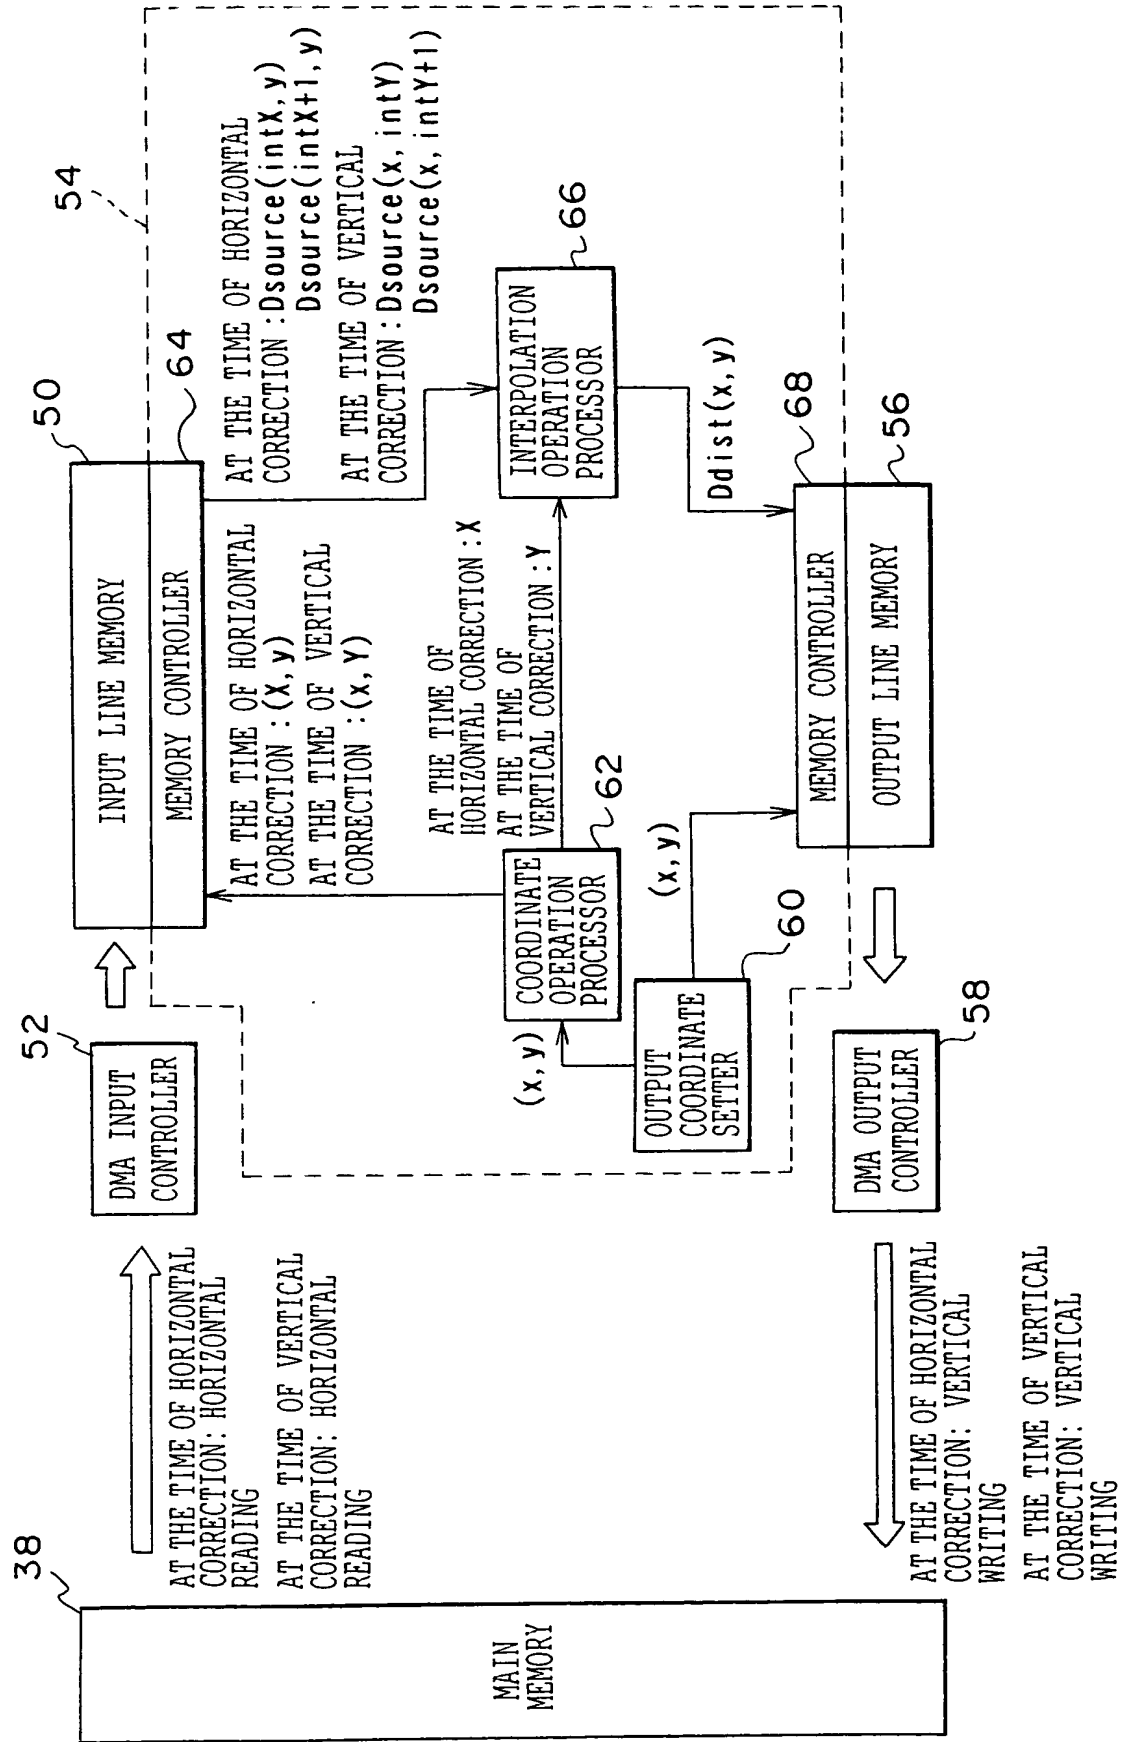 38
MAIN
MEMORY
AT THE TIME OF HORIZONTAL
CORRECTION: HORIZONTAL
READING
AT THE TIME OF VERTICAL
CORRECTION: HORIZONTAL
READING
52
DMA INPUT
CONTROLLER
50
INPUT LINE MEMORY
MEMORY CONTROLLER
64
54
AT THE TIME OF HORIZONTAL
CORRECTION :(X,y)
AT THE TIME OF VERTICAL
CORRECTION :(x,Y)
AT THE TIME OF HORIZONTAL
CORRECTION :Dsource(intX,y)
Dsource(intX+1,y)
AT THE TIME OF VERTICAL
CORRECTION :Dsource(x,intY)
Dsource(x,intY+1)
AT THE TIME OF
HORIZONTAL CORRECTION :X
AT THE TIME OF
VERTICAL CORRECTION :Y
(x,y)
COORDINATE
OPERATION
PROCESSOR
62
INTERPOLATION
OPERATION
PROCESSOR
66
OUTPUT
COORDINATE
SETTER
60
(x,y)
Ddist(x,y)
MEMORY CONTROLLER
68
OUTPUT LINE MEMORY
56
DMA OUTPUT
CONTROLLER
58
AT THE TIME OF HORIZONTAL
CORRECTION: VERTICAL
WRITING
AT THE TIME OF VERTICAL
CORRECTION: VERTICAL
WRITING